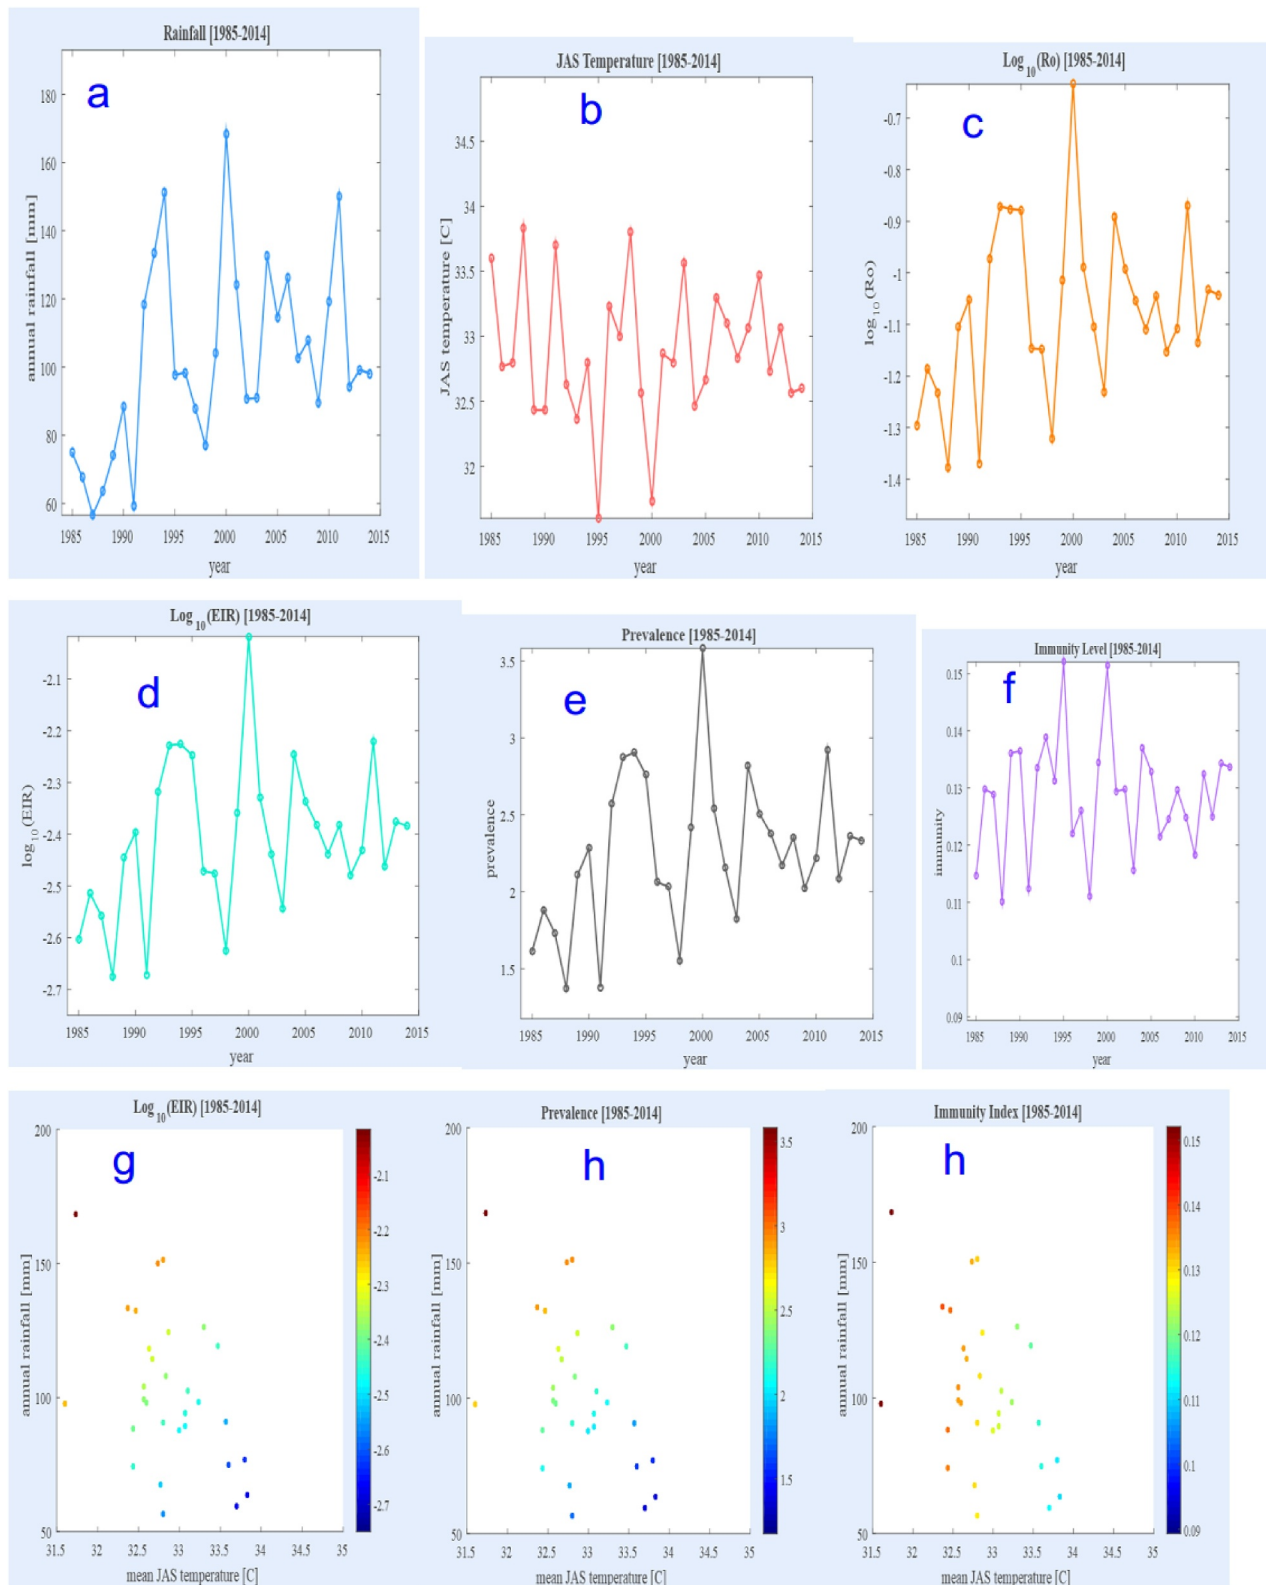 Rainfall [1985-2014]
a
annual rainfall [mm]
180
160
140
120
100
80
60
1985 1990 1995 2000 2005 2010 2015
year
JAS Temperature [1985-2014]
b
JAS temperature [C]
34.5
34
33.5
33
32.5
32
1985 1990 1995 2000 2005 2010 2015
year
Log10(Ro) [1985-2014]
c
log10(Ro)
-0.7
-0.8
-0.9
-1
-1.1
-1.2
-1.3
-1.4
1985 1990 1995 2000 2005 2010 2015
year
Log10(EIR) [1985-2014]
d
log10(EIR)
-2.1
-2.2
-2.3
-2.4
-2.5
-2.6
-2.7
1985 1990 1995 2000 2005 2010 2015
year
Prevalence [1985-2014]
e
prevalence
3.5
3
2.5
2
1.5
1985 1990 1995 2000 2005 2010 2015
year
Immunity Level [1985-2014]
f
immunity
0.15
0.14
0.13
0.12
0.11
0.1
0.09
1985 1990 1995 2000 2005 2010 2015
year
Log10(EIR) [1985-2014]
g
annual rainfall [mm]
200
150
100
50
31.5 32 32.5 33 33.5 34 34.5 35
mean JAS temperature [C]
-2.1
-2.2
-2.3
-2.4
-2.5
-2.6
-2.7
Prevalence [1985-2014]
h
annual rainfall [mm]
200
150
100
50
31.5 32 32.5 33 33.5 34 34.5 35
mean JAS temperature [C]
3.5
3
2.5
2
1.5
Immunity Index [1985-2014]
h
annual rainfall [mm]
200
150
100
50
31.5 32 32.5 33 33.5 34 34.5 35
mean JAS temperature [C]
0.15
0.14
0.13
0.12
0.11
0.1
0.09